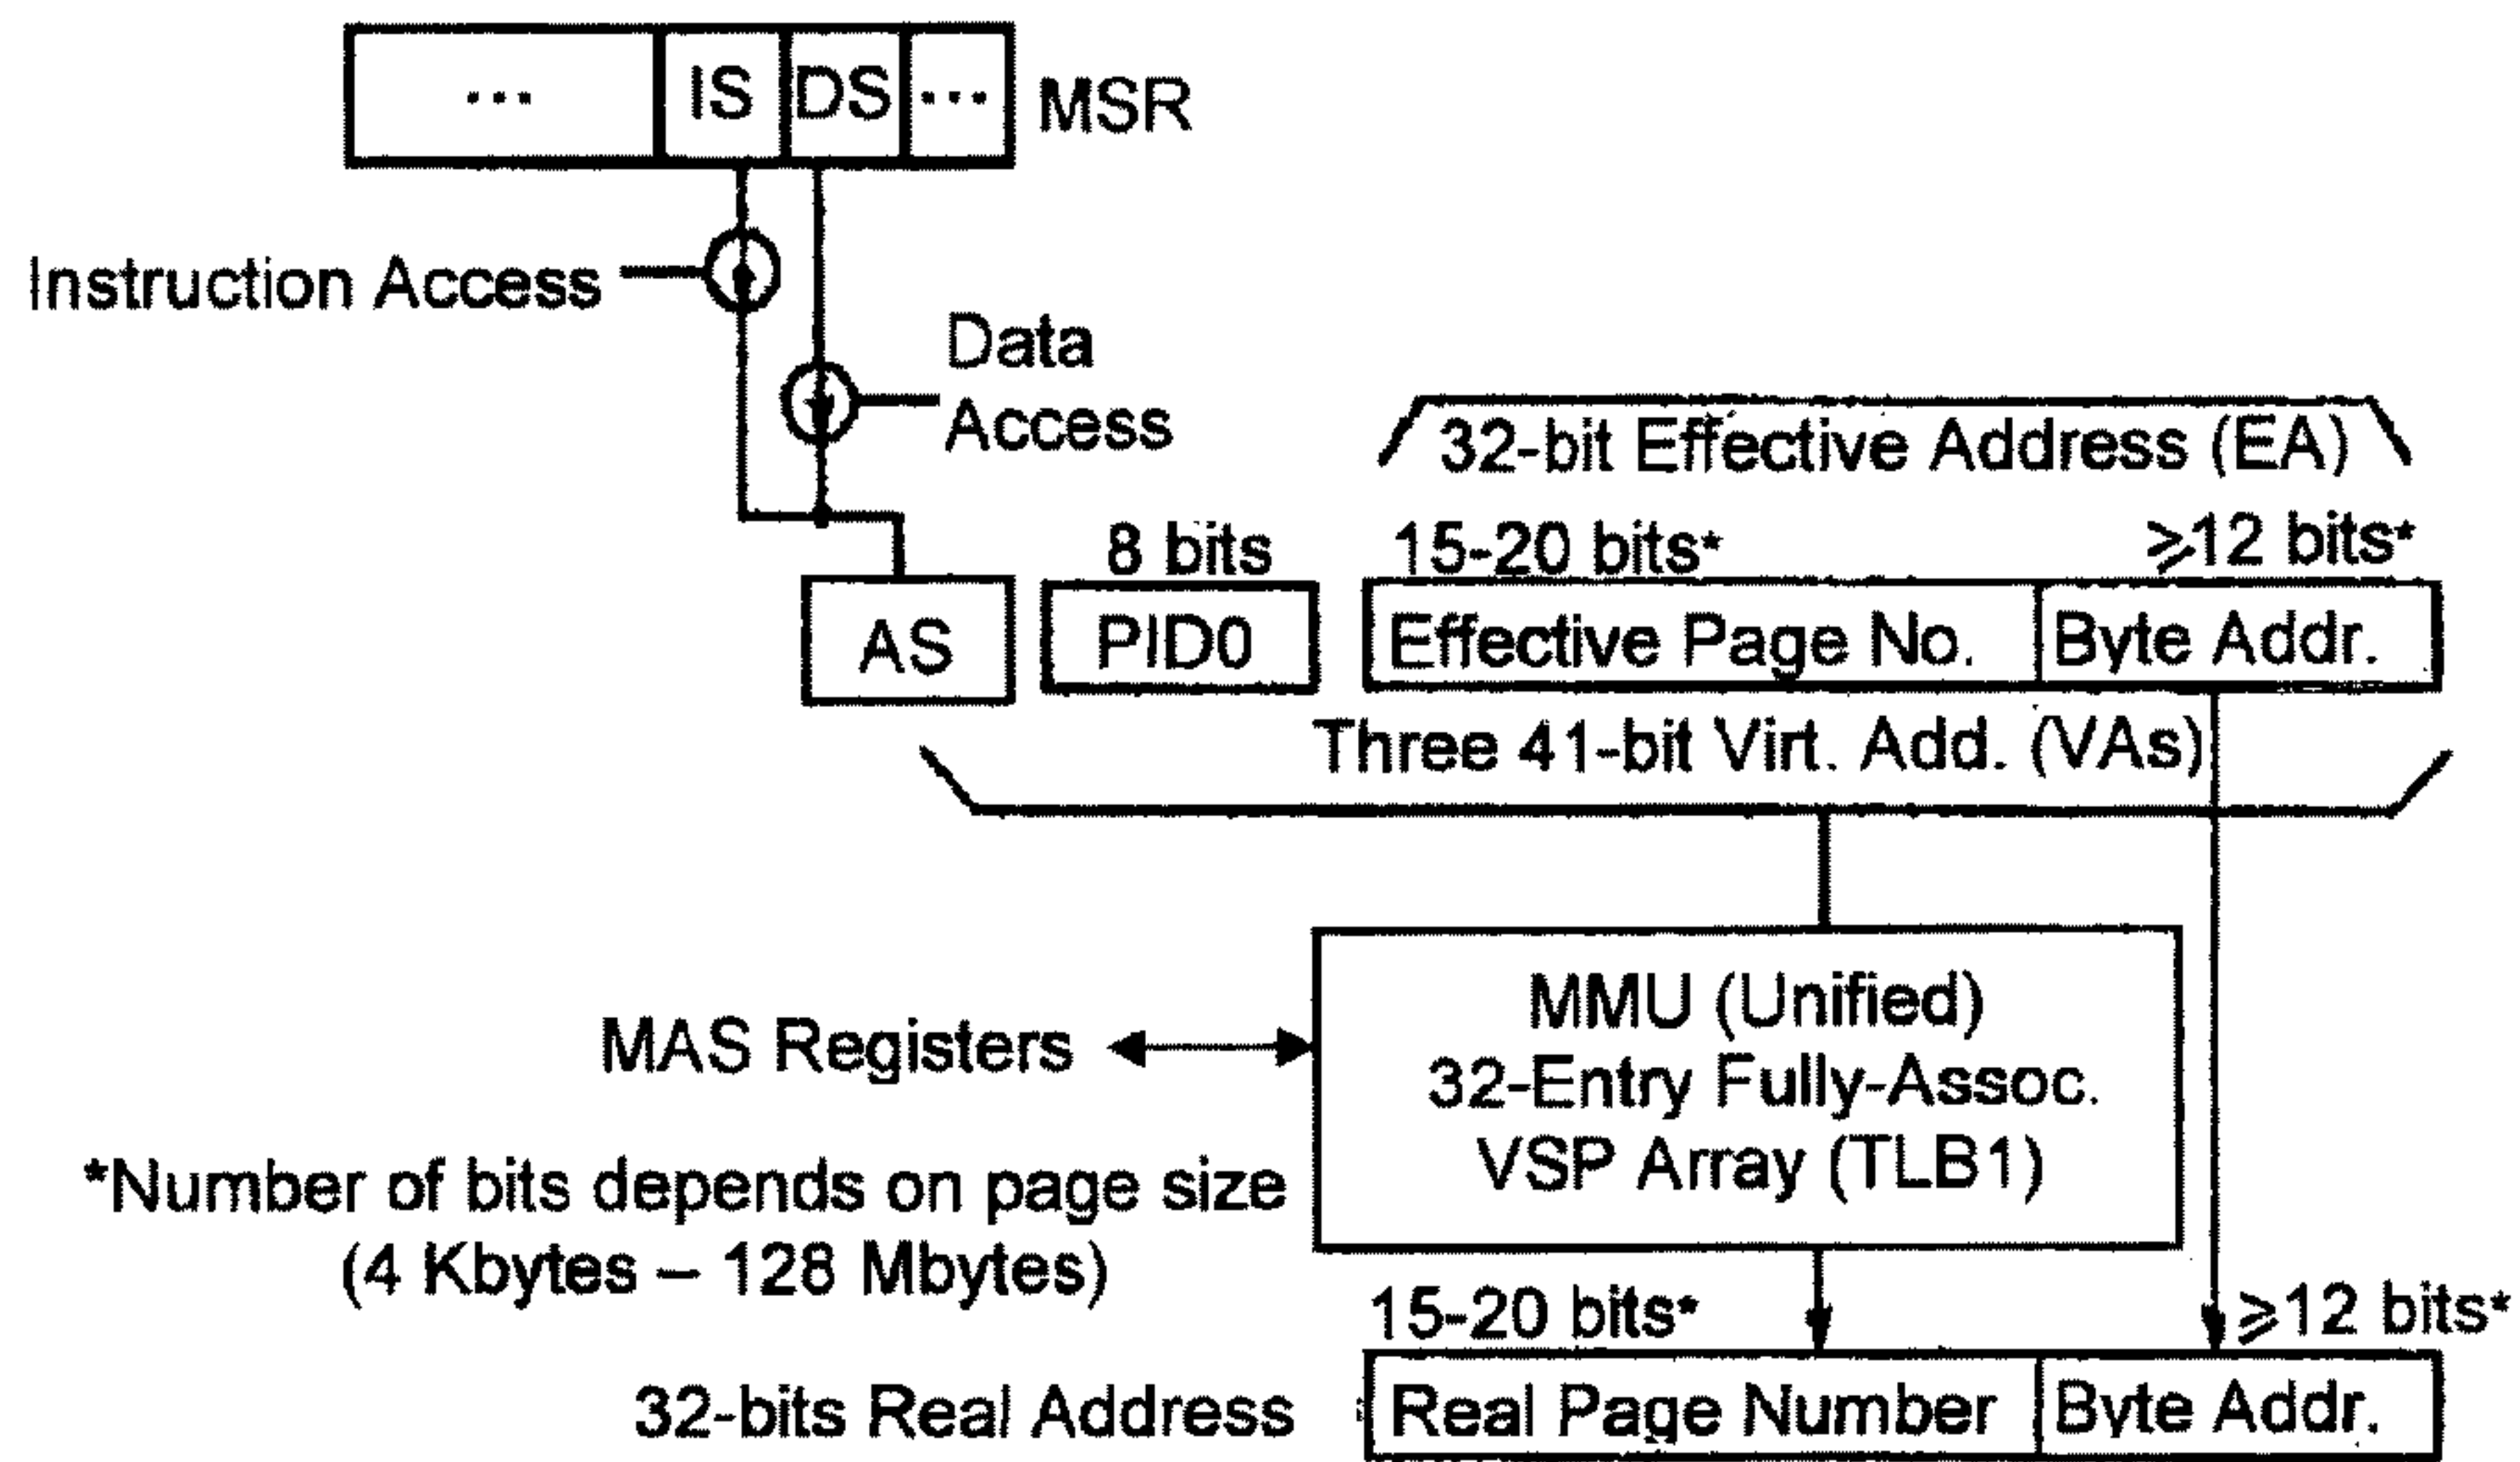 ... IS DS ... MSR
Instruction Access
Data
Access
32-bit Effective Address (EA)
8 bits 15-20 bits* ⩾12 bits*
AS PID0 Effective Page No. Byte Addr.
Three 41-bit Virt. Add. (VAs)
MMU (Unified)
MAS Registers
32-Entry Fully-Assoc.
VSP Array (TLB1)
*Number of bits depends on page size
(4 Kbytes – 128 Mbytes)
15-20 bits* ⩾12 bits*
32-bits Real Address Real Page Number Byte Addr.